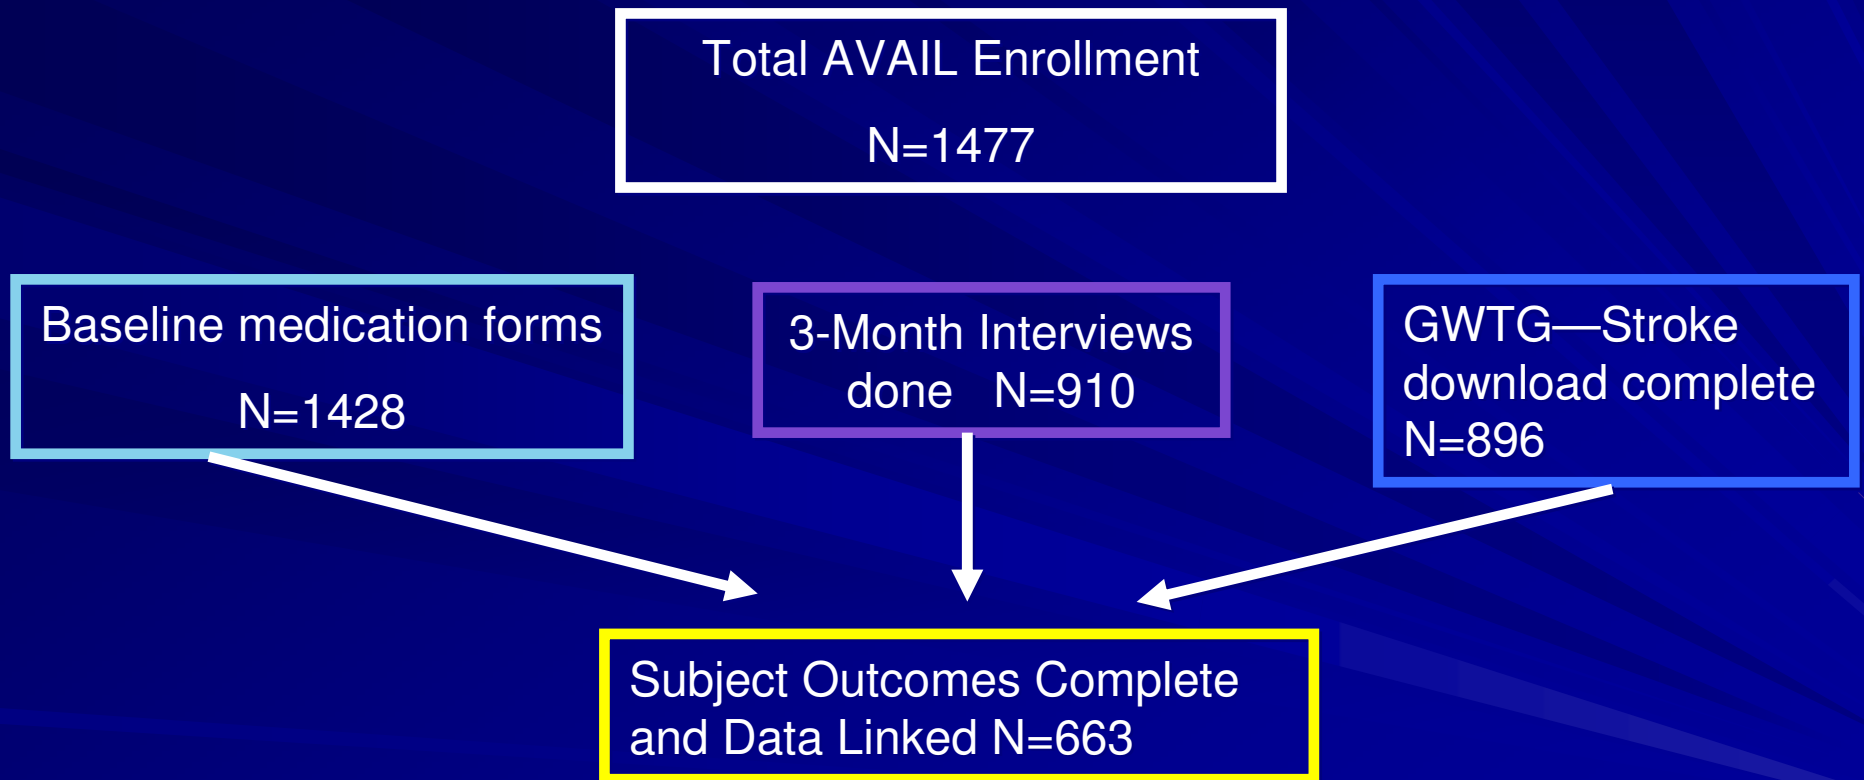 Total AVAIL Enrollment
N=1477
Baseline medication forms
N=1428
3-Month Interviews
done N=910
GWTG—Stroke
download complete
N=896
Subject Outcomes Complete
and Data Linked N=663